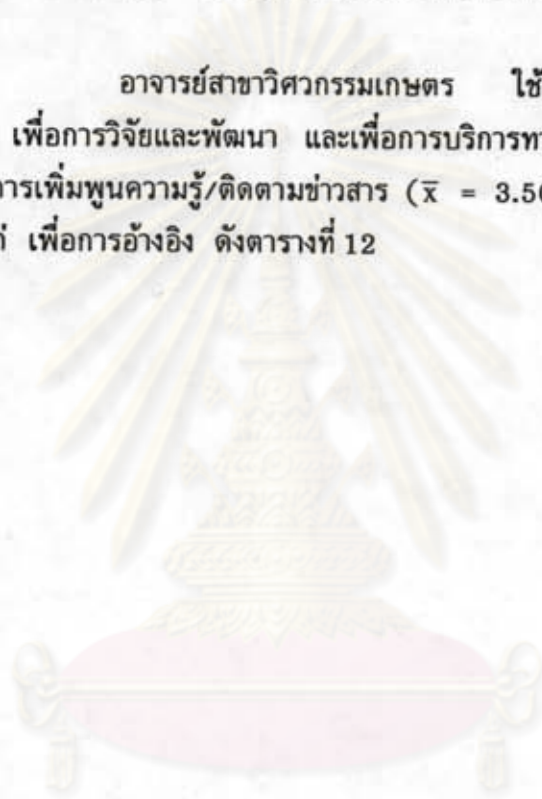 อาจารย์สาขาวิศวกรรมเกษตร ใช้
เพื่อการวิจัยและพัฒนา และเพื่อการบริการทา
การเพิ่มพูนความรู้/ติดตามข่าวสาร (x̄ = 3.50
เพื่อการอ้างอิง ดังตารางที่ 12